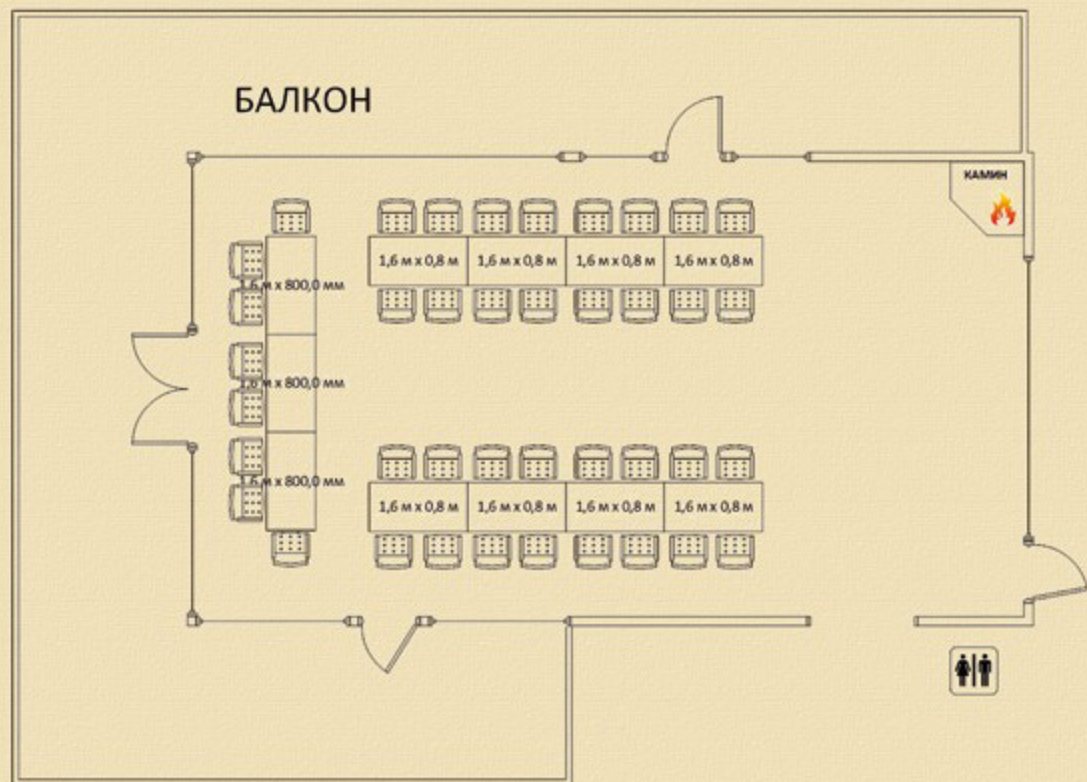 БАЛКОН
КАМИН
1,6 м x 0,8 м 1,6 м x 0,8 м 1,6 м x 0,8 м 1,6 м x 0,8 м
1,6 м x 800,0 мм
1,6 м x 800,0 мм
1,6 м x 800,0 мм
1,6 м x 0,8 м 1,6 м x 0,8 м 1,6 м x 0,8 м 1,6 м x 0,8 м